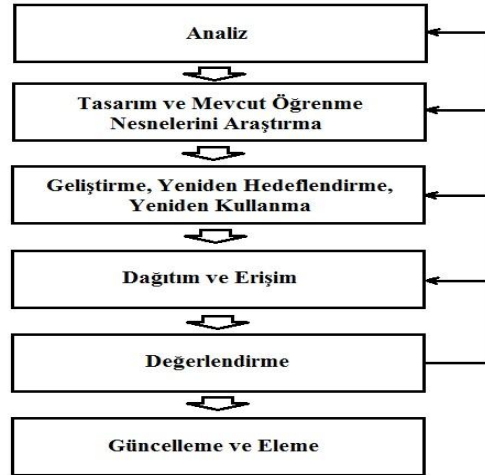 Analiz
Tasarım ve Mevcut Öğrenme
Nesnelerini Araştırma
Geliştirme, Yeniden Hedeflendirme,
Yeniden Kullanma
Dağıtım ve Erişim
Değerlendirme
Güncelleme ve Eleme